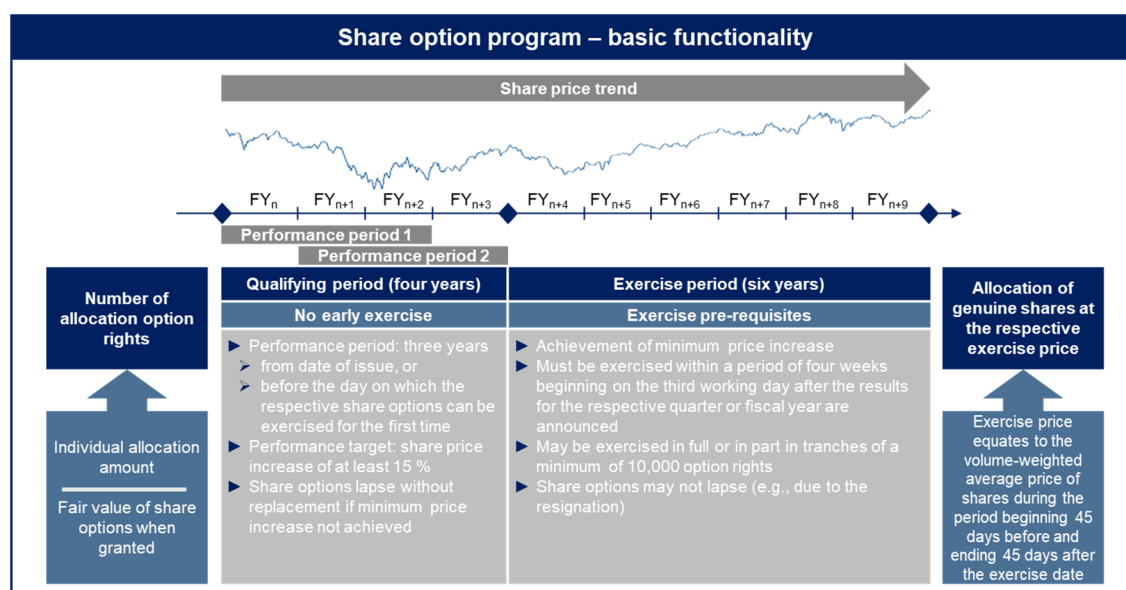 Share option program – basic functionality
Share price trend
FYn
FYn+1
FYn+2
FYn+3
FYn+4
FYn+5
FYn+6
FYn+7
FYn+8
FYn+9
Performance period 1
Performance period 2
Number of
allocation option
rights
Individual allocation
amount
Fair value of share
options when
granted
Qualifying period (four years)
No early exercise
► Performance period: three years
➢ from date of issue, or
➢ before the day on which the
respective share options can be
exercised for the first time
► Performance target: share price
increase of at least 15 %
► Share options lapse without
replacement if minimum price
increase not achieved
Exercise period (six years)
Exercise pre-requisites
► Achievement of minimum price increase
► Must be exercised within a period of four weeks
beginning on the third working day after the results
for the respective quarter or fiscal year are
announced
► May be exercised in full or in part in tranches of a
minimum of 10,000 option rights
► Share options may not lapse (e.g., due to the
resignation)
Allocation of
genuine shares at
the respective
exercise price
Exercise price
equates to the
volume-weighted
average price of
shares during the
period beginning 45
days before and
ending 45 days after
the exercise date